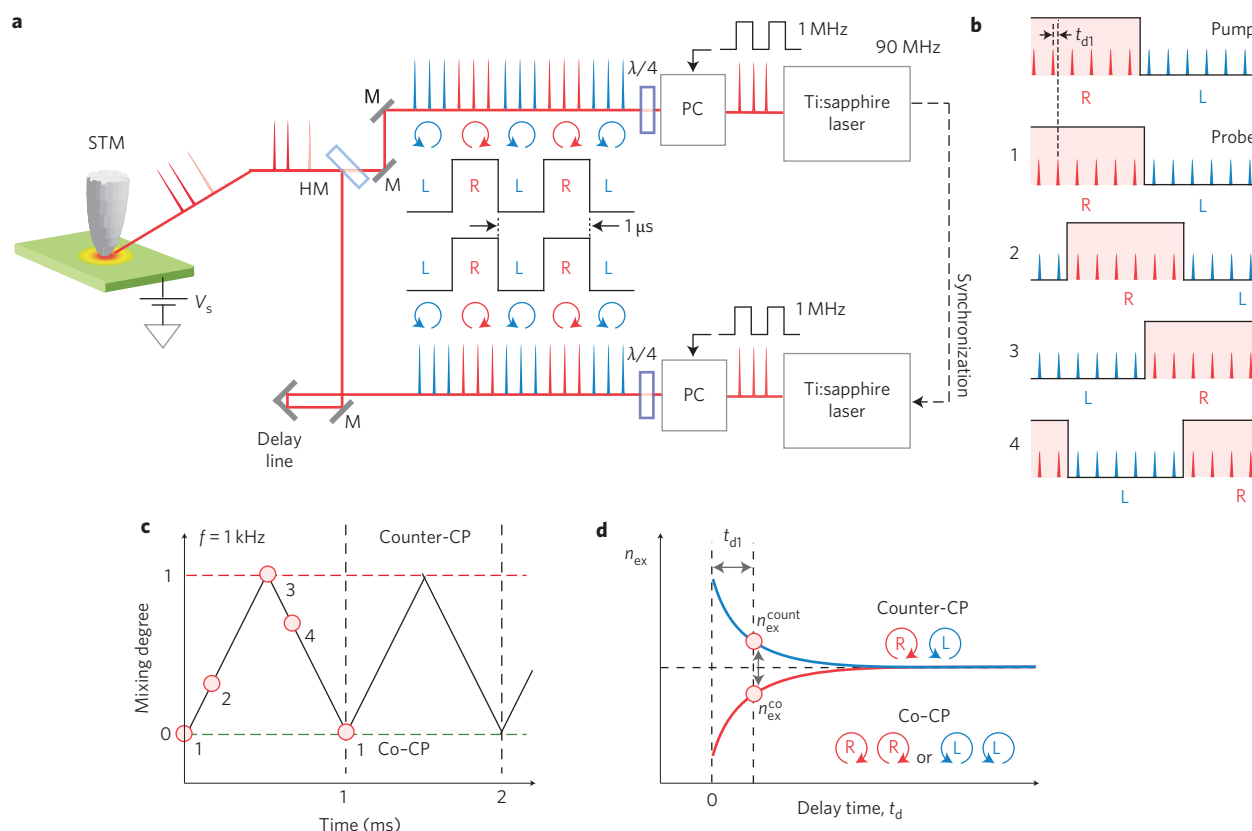 a
STM
HM
M
M
M
V_s
Delay
line
L R L R L
1 µs
L R L R L
λ/4
PC
1 MHz
90 MHz
Ti:sapphire
laser
Synchronization
λ/4
PC
1 MHz
Ti:sapphire
laser
b
t_d1
Pump
R L
1
Probe
R L
2
R L
3
L R
4
L R
c
f = 1 kHz
Counter-CP
Mixing degree
1
0
3
4
2
1
1
Co-CP
1 2
Time (ms)
d
n_ex
t_d1
n_ex^count
Counter-CP
R L
n_ex^co
Co-CP
R R or L L
0
Delay time, t_d